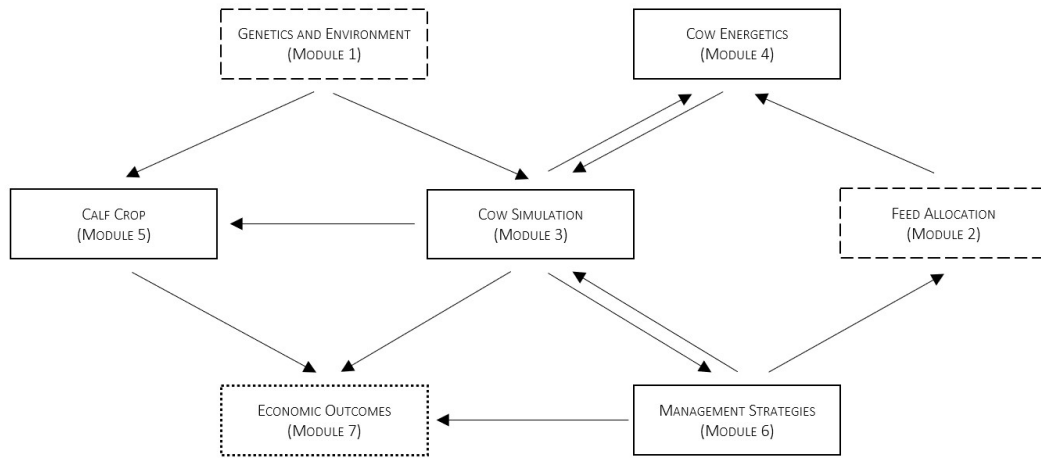 Genetics and Environment
(Module 1)
Cow Energetics
(Module 4)
Calf Crop
(Module 5)
Cow Simulation
(Module 3)
Feed Allocation
(Module 2)
Economic Outcomes
(Module 7)
Management Strategies
(Module 6)